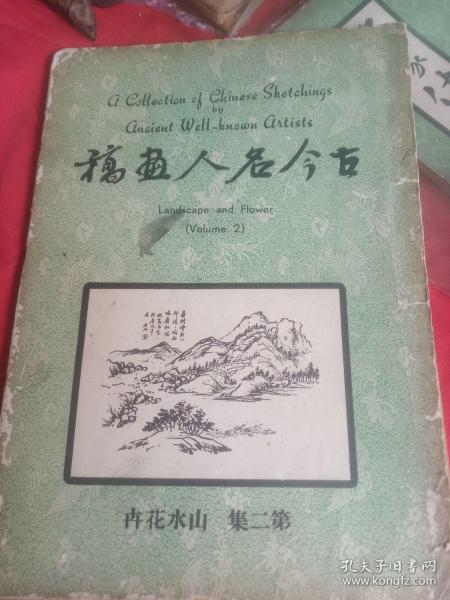 A Collection of Chinese Sketchings
by
Ancient Well-known Artists
古今名人畫稿
Landscape and Flower
(Volume 2)
第二集 山水花卉
孔夫子旧书网
www.kongfz.com